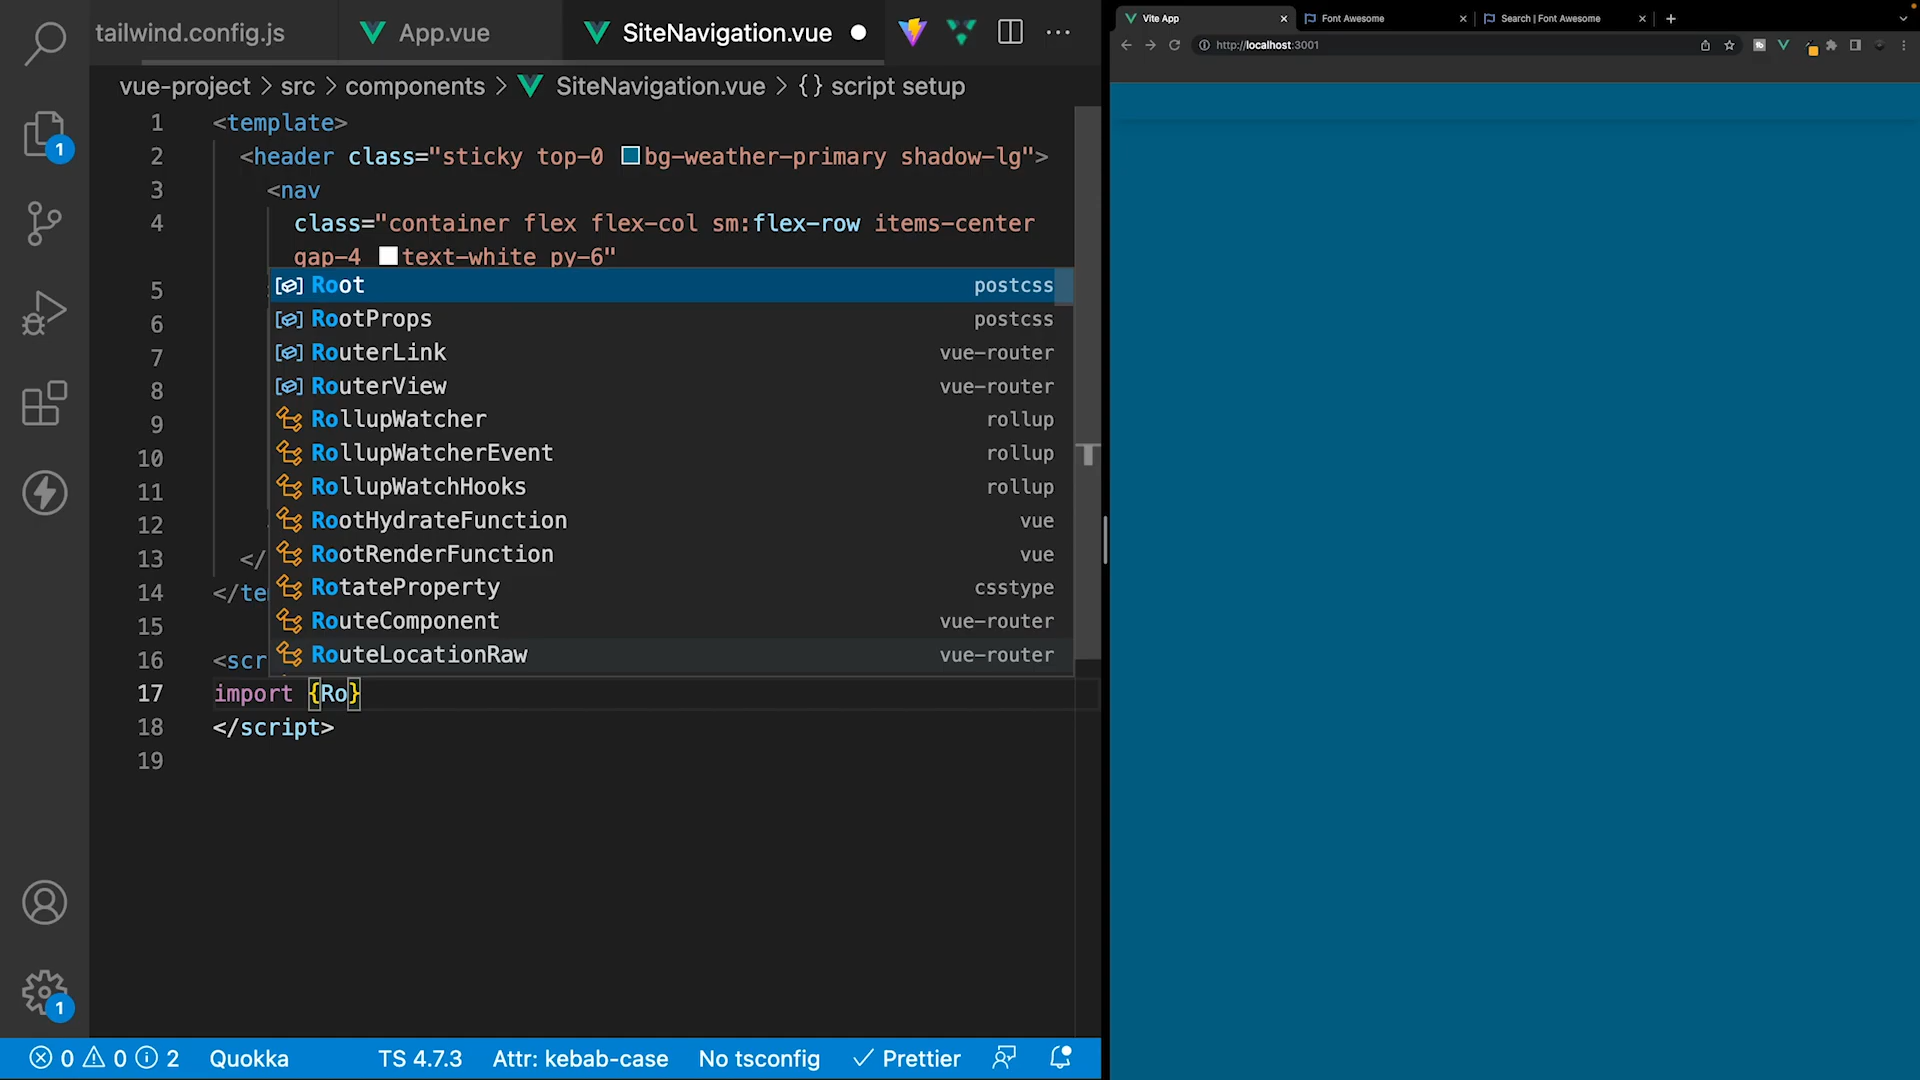 tailwind.config.js
App.vue
SiteNavigation.vue
vue-project > src > components > SiteNavigation.vue > {} script setup
1 <template>
2 <header class="sticky top-0 bg-weather-primary shadow-lg">
3 <nav
4 class="container flex flex-col sm:flex-row items-center
gap-4 text-white py-6"
5
6
7
8
9
10
11
12
13 </
14 </te
15
16 <scr
17 import {Ro}
18 </script>
19
Root postcss
RootProps postcss
RouterLink vue-router
RouterView vue-router
RollupWatcher rollup
RollupWatcherEvent rollup
RollupWatchHooks rollup
RootHydrateFunction vue
RootRenderFunction vue
RotateProperty csstype
RouteComponent vue-router
RouteLocationRaw vue-router
1
1
0 0 2 Quokka TS 4.7.3 Attr: kebab-case No tsconfig Prettier
Vite App
Font Awesome
Search | Font Awesome
http://localhost:3001